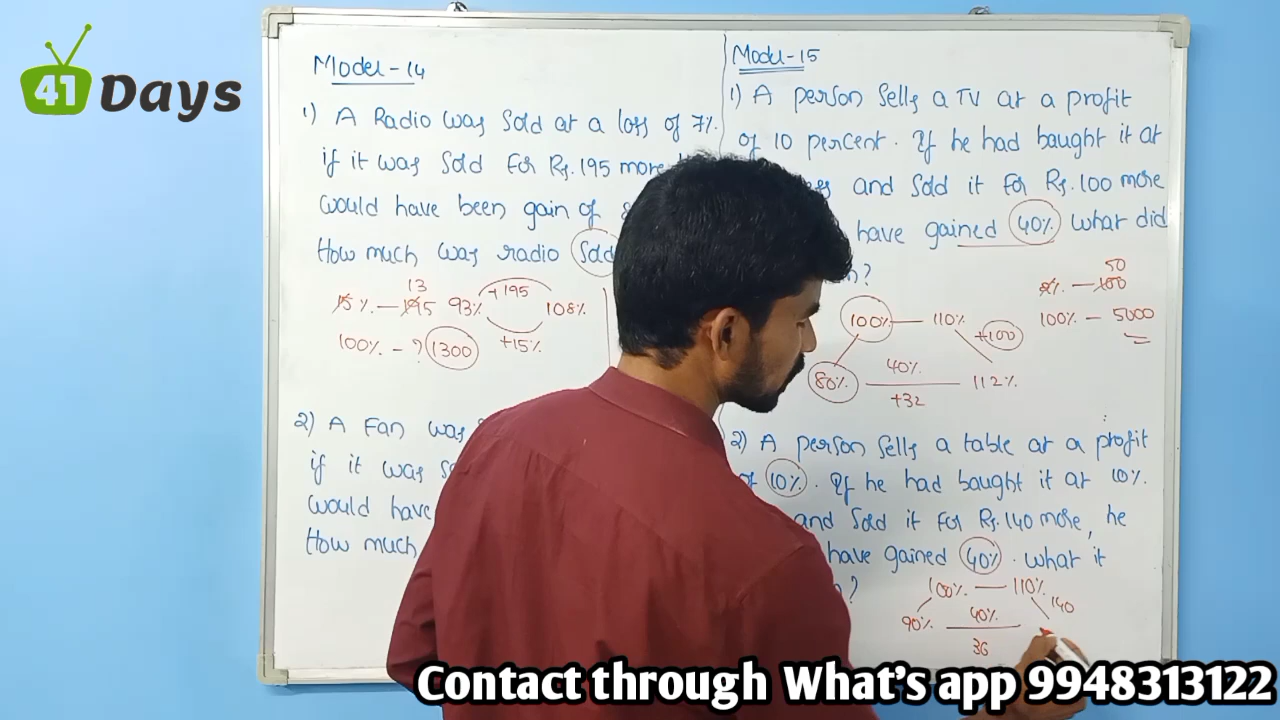 41 Days
Model - 14
1) A Radio was sold at a loss of 7%.
if it was sold for Rs. 195 more
would have been gain of
How much was radio sold
13
15% — 195 93% +195 108%
100% - ? 1300 +15%
2) A Fan was
if it was
would have
How much
Model - 15
1) A person sells a TV at a profit
of 10 percent. If he had baught it at
and sold it for Rs. 100 more
have gained 40% what did
?
50
2% — 100
100% — 110%
100% - 5000
+100
80% 40% 112%
+32
2) A person sells a table at a profit
of 10%. If he had baught it at 10%.
and sold it for Rs. 140 more, he
have gained 40%. what it
?
100% — 110%
140
90% 40%
36
Contact through What's app 9948313122